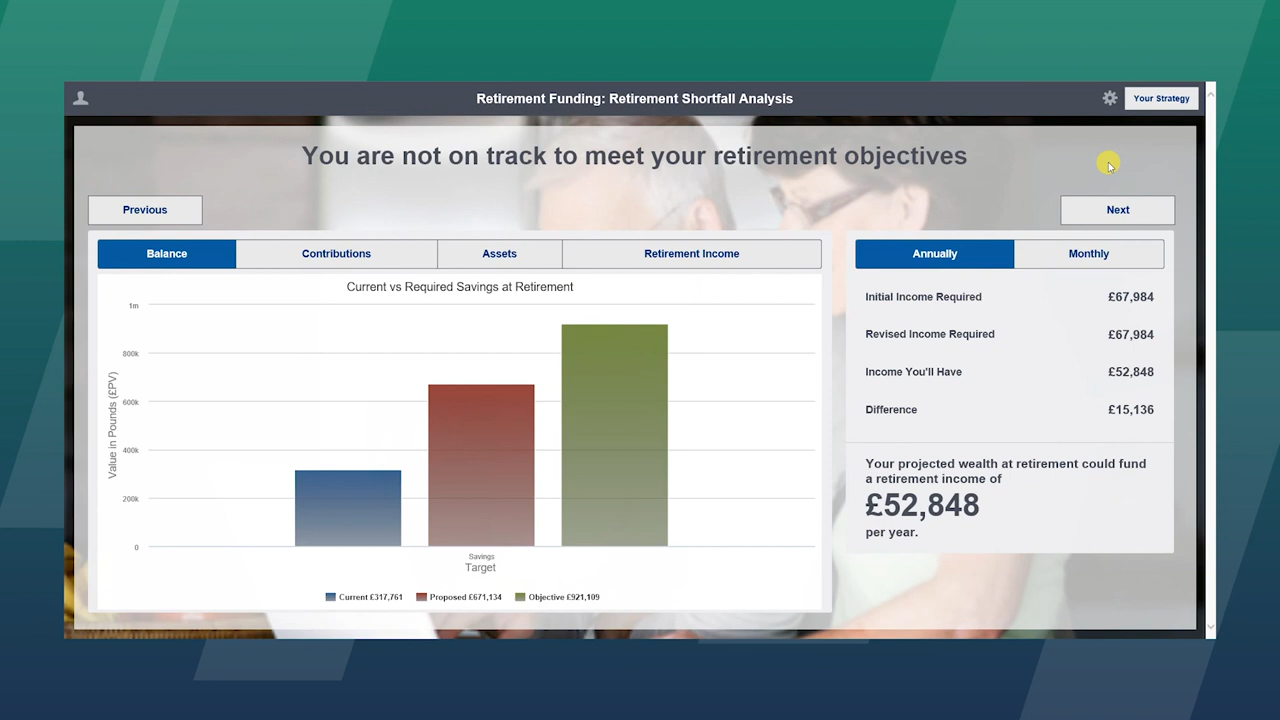 Retirement Funding: Retirement Shortfall Analysis
Your Strategy
You are not on track to meet your retirement objectives
Previous
Next
Balance
Contributions
Assets
Retirement Income
Annually
Monthly
Current vs Required Savings at Retirement
Value in Pounds (£PV)
1m
800k
600k
400k
200k
0
Savings
Target
Current £317,761
Proposed £671,134
Objective £921,109
Initial Income Required £67,984
Revised Income Required £67,984
Income You'll Have £52,848
Difference £15,136
Your projected wealth at retirement could fund
a retirement income of
£52,848
per year.